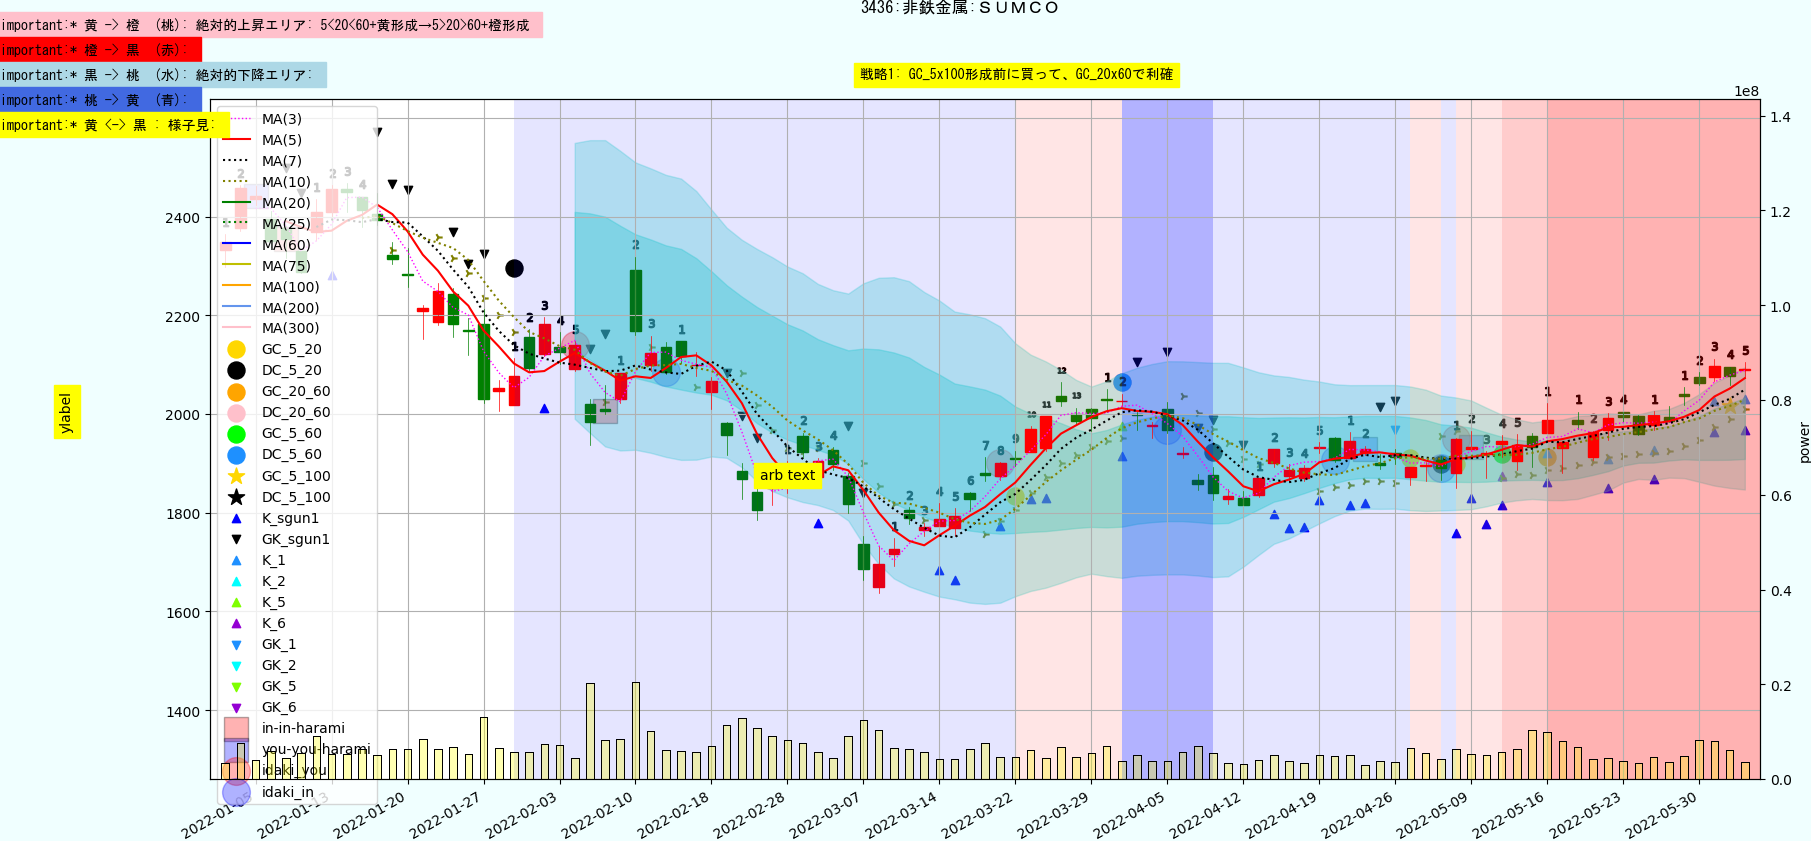 3436:非鉄金属:ＳＵＭＣＯ
important:* 黄 -> 橙 （桃）: 絶対的上昇エリア: 5<20<60+黄形成→5>20>60+橙形成
important:* 橙 -> 黒 （赤）:
important:* 黒 -> 桃 （水）: 絶対的下降エリア:
戦略1: GC_5x100形成前に買って、GC_20x60で利確
important:* 桃 -> 黄 （青）:
important:* 黄 <-> 黒 : 様子見:
1e8
MA(3)
MA(5)
MA(7)
MA(10)
MA(20)
MA(25)
MA(60)
MA(75)
MA(100)
MA(200)
MA(300)
GC_5_20
DC_5_20
GC_20_60
DC_20_60
GC_5_60
DC_5_60
GC_5_100
DC_5_100
K_sgun1
GK_sgun1
K_1
K_2
K_5
K_6
GK_1
GK_2
GK_5
GK_6
in-in-harami
you-you-harami
idaki_you
idaki_in
ylabel
2400
2200
2000
1800
1600
1400
arb text
power
1.4
1.2
1.0
0.8
0.6
0.4
0.2
0.0
2022-01-05
2022-01-13
2022-01-20
2022-01-27
2022-02-03
2022-02-10
2022-02-18
2022-02-28
2022-03-07
2022-03-14
2022-03-22
2022-03-29
2022-04-05
2022-04-12
2022-04-19
2022-04-26
2022-05-09
2022-05-16
2022-05-23
2022-05-30